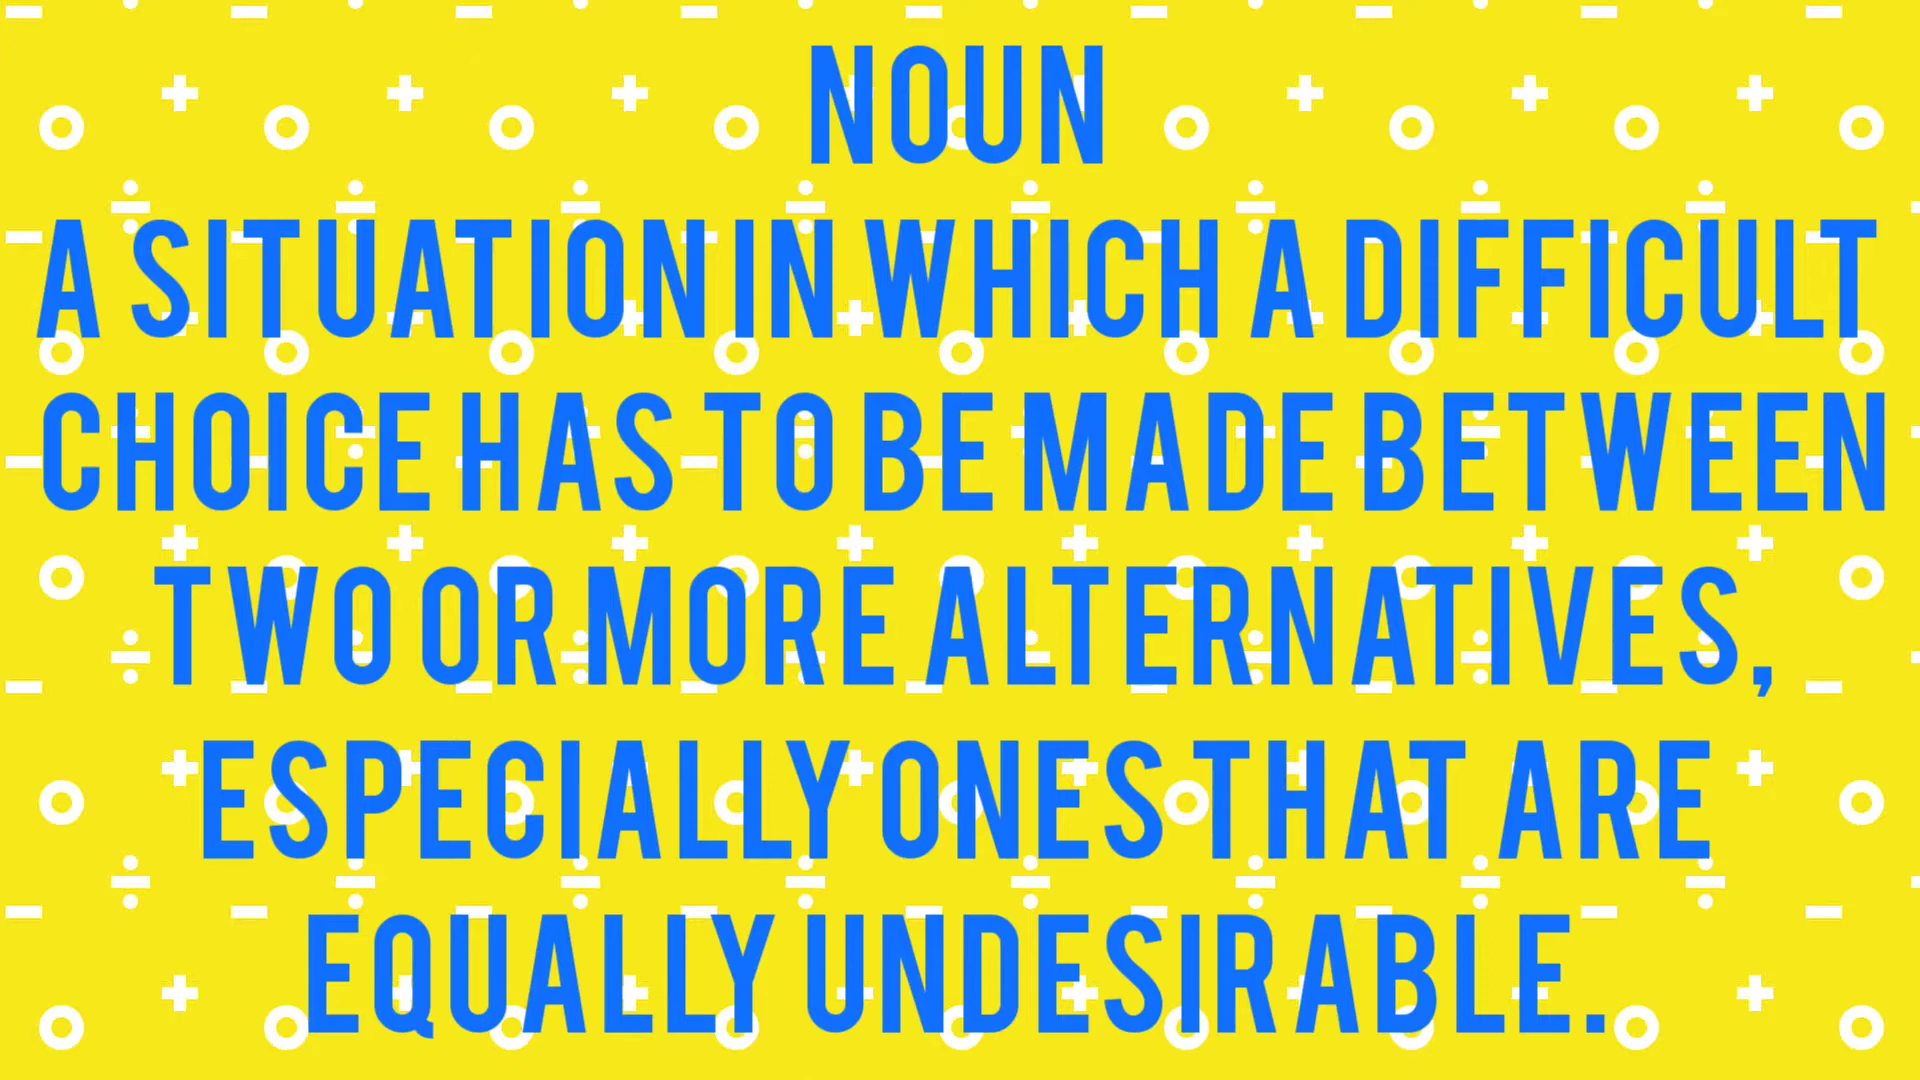 NOUN
A SITUATION IN WHICH A DIFFICULT
CHOICE HAS TO BE MADE BETWEEN
TWO OR MORE ALTERNATIVES,
ESPECIALLY ONES THAT ARE
EQUALLY UNDESIRABLE.